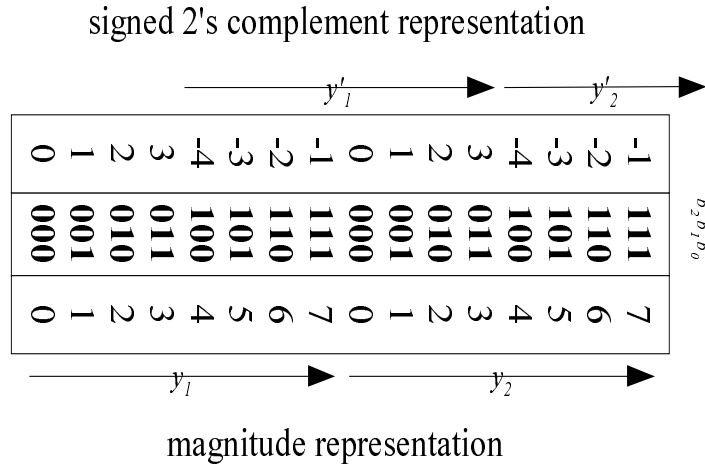 signed 2's complement representation
y'1 y'2
0 1 2 3 -4 -3 -2 -1 0 1 2 3 -4 -3 -2 -1
000 001 010 011 100 101 110 111 000 001 010 011 100 101 110 111
0 1 2 3 4 5 6 7 0 1 2 3 4 5 6 7
y1 y2
magnitude representation